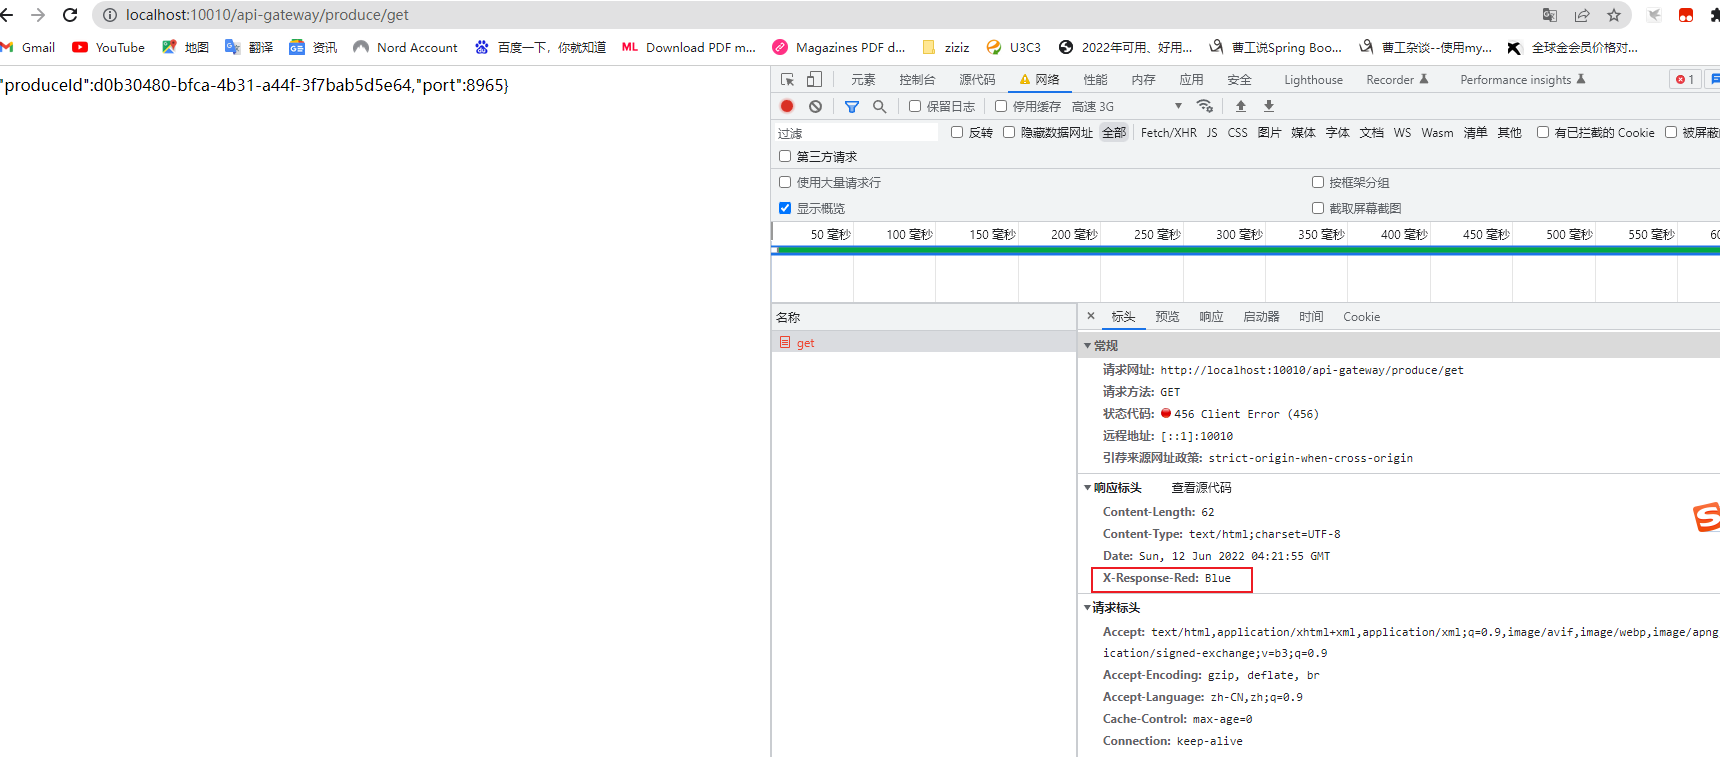 localhost:10010/api-gateway/produce/get
Gmail YouTube 地图 翻译 资讯 Nord Account 百度一下，你就知道 ML Download PDF m... Magazines PDF d... ziziz U3C3 2022年可用、好用... 曹工说Spring Boo... 曹工杂谈--使用my... 全球金会员价格对...
"produceId":d0b30480-bfca-4b31-a44f-3f7bab5d5e64,"port":8965}
元素 控制台 源代码 网络 性能 内存 应用 安全 Lighthouse Recorder Performance insights 1
保留日志 停用缓存 高速 3G
过滤 反转 隐藏数据网址 全部 Fetch/XHR JS CSS 图片 媒体 字体 文档 WS Wasm 清单 其他 有已拦截的 Cookie 被屏蔽
第三方请求
使用大量请求行 按框架分组
显示概览 截取屏幕截图
50 毫秒 100 毫秒 150 毫秒 200 毫秒 250 毫秒 300 毫秒 350 毫秒 400 毫秒 450 毫秒 500 毫秒 550 毫秒 60
名称
get
× 标头 预览 响应 启动器 时间 Cookie
常规
请求网址: http://localhost:10010/api-gateway/produce/get
请求方法: GET
状态代码: 456 Client Error (456)
远程地址: [::1]:10010
引荐来源网址政策: strict-origin-when-cross-origin
响应标头 查看源代码
Content-Length: 62
Content-Type: text/html;charset=UTF-8
Date: Sun, 12 Jun 2022 04:21:55 GMT
X-Response-Red: Blue
请求标头
Accept: text/html,application/xhtml+xml,application/xml;q=0.9,image/avif,image/webp,image/apng
ication/signed-exchange;v=b3;q=0.9
Accept-Encoding: gzip, deflate, br
Accept-Language: zh-CN,zh;q=0.9
Cache-Control: max-age=0
Connection: keep-alive